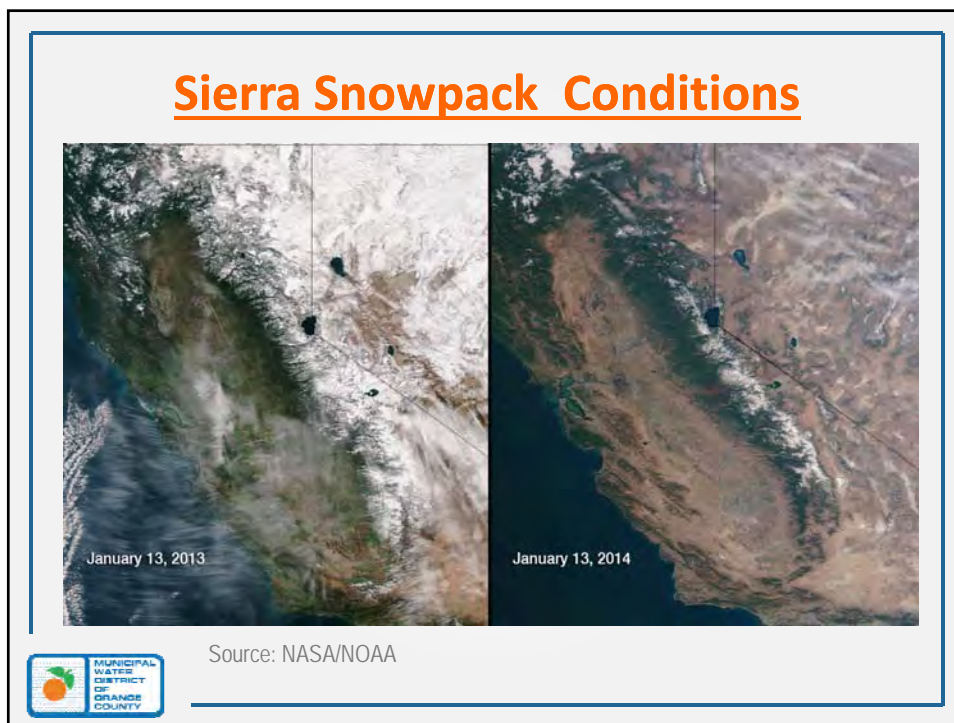 Sierra Snowpack  Conditions
January 13, 2013
January 13, 2014
Source: NASA/NOAA
MUNICIPAL
WATER
DISTRICT
OF
ORANGE
COUNTY